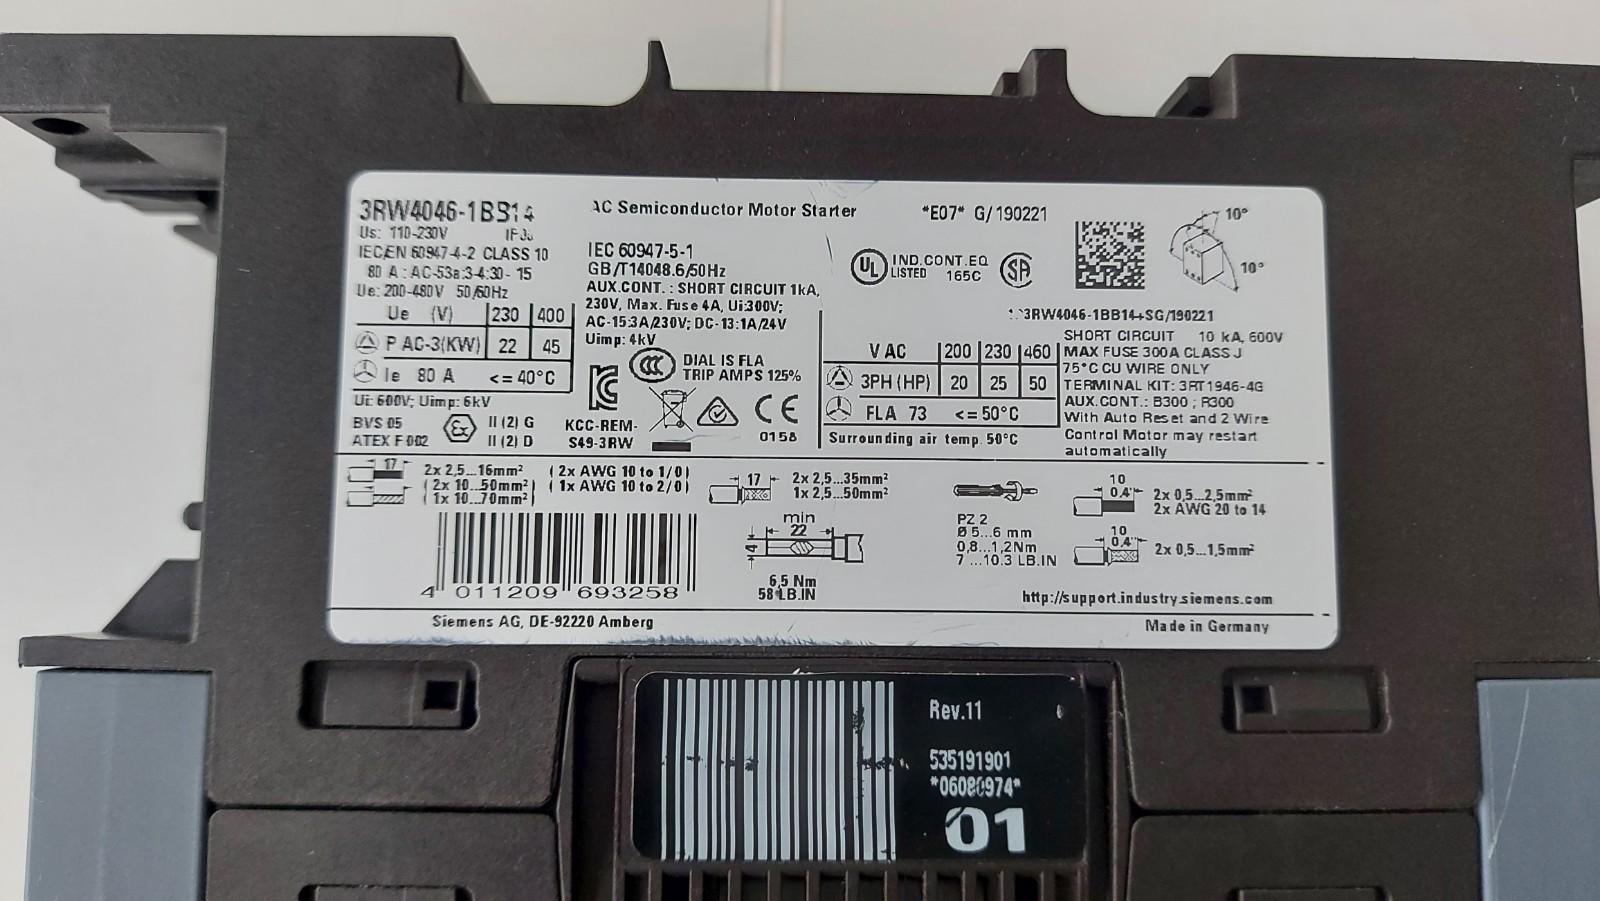 3RW4046-1BB14
Us: 110-230V
IEC/EN 60947-4-2 CLASS 10
80 A : AC-53a:3-4:30- 15
Ue: 200-480V 50/60Hz
Ue (V) 230 400
P AC-3(KW) 22 45
Ie 80 A <= 40°C
Ui: 600V; Uimp: 6kV
BVS 05
ATEX F 002
Ex
II (2) G
II (2) D
AC Semiconductor Motor Starter
IEC 60947-5-1
GB/T14048.6/50Hz
AUX.CONT. : SHORT CIRCUIT 1kA,
230V, Max. Fuse 4A, Ui:300V;
AC-15:3A/230V; DC-13:1A/24V
Uimp: 4kV
CCC
DIAL IS FLA
TRIP AMPS 125%
KCC-REM-
S49-3RW
CE
0158
*E07* G/190221
UL
LISTED
IND.CONT.EQ
165C
SA
10°
10°
3RW4046-1BB14+SG/190221
V AC 200 230 460
3PH (HP) 20 25 50
FLA 73 <= 50°C
Surrounding air temp. 50°C
SHORT CIRCUIT 10 kA, 600V
MAX FUSE 300A CLASS J
75°C CU WIRE ONLY
TERMINAL KIT: 3RT1946-4G
AUX.CONT.: B300 ; R300
With Auto Reset and 2 Wire
Control Motor may restart
automatically
17
2x 2,5...16mm² ( 2x AWG 10 to 1/0 )
( 2x 10...50mm² ) ( 1x AWG 10 to 2/0 )
( 1x 10...70mm² )
17
2x 2,5...35mm²
1x 2,5...50mm²
min
22
4
6,5 Nm
58 LB.IN
PZ 2
Ø 5...6 mm
0,8...1,2Nm
7 ...10.3 LB.IN
10
0.4"
2x 0,5...2,5mm²
2x AWG 20 to 14
10
0.4"
2x 0,5...1,5mm²
4 011209 693258
http://support.industry.siemens.com
Siemens AG, DE-92220 Amberg
Made in Germany
Rev.11
535191901
*06080974*
01